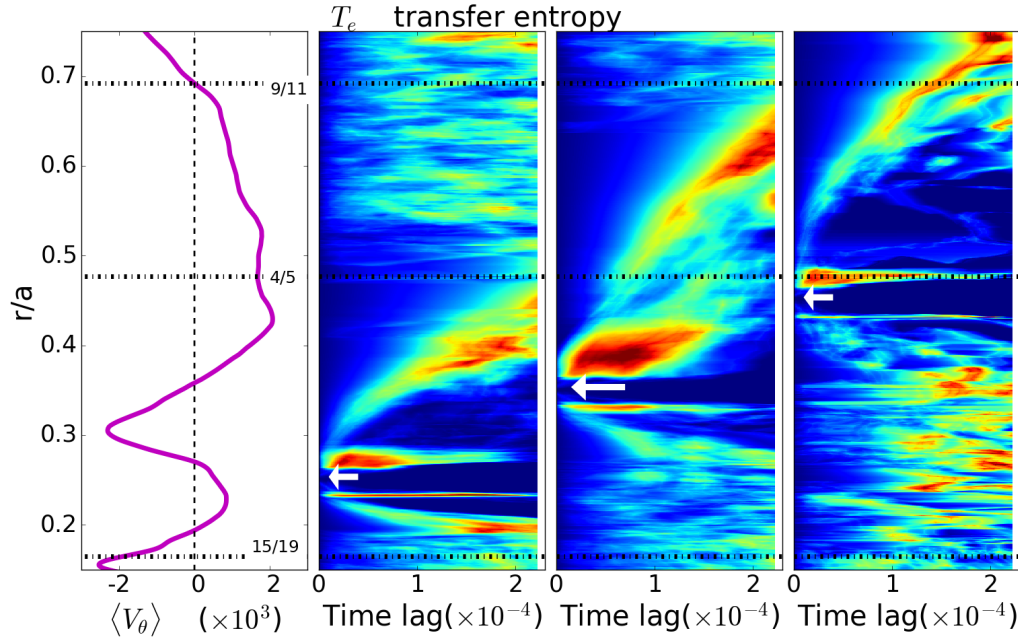 T_e transfer entropy
r/a
0.7
0.6
0.5
0.4
0.3
0.2
9/11
4/5
15/19
-2 0 2
0 1 2
0 1 2
0 1 2
⟨V_θ⟩ (×10³)
Time lag(×10⁻⁴)
Time lag(×10⁻⁴)
Time lag(×10⁻⁴)